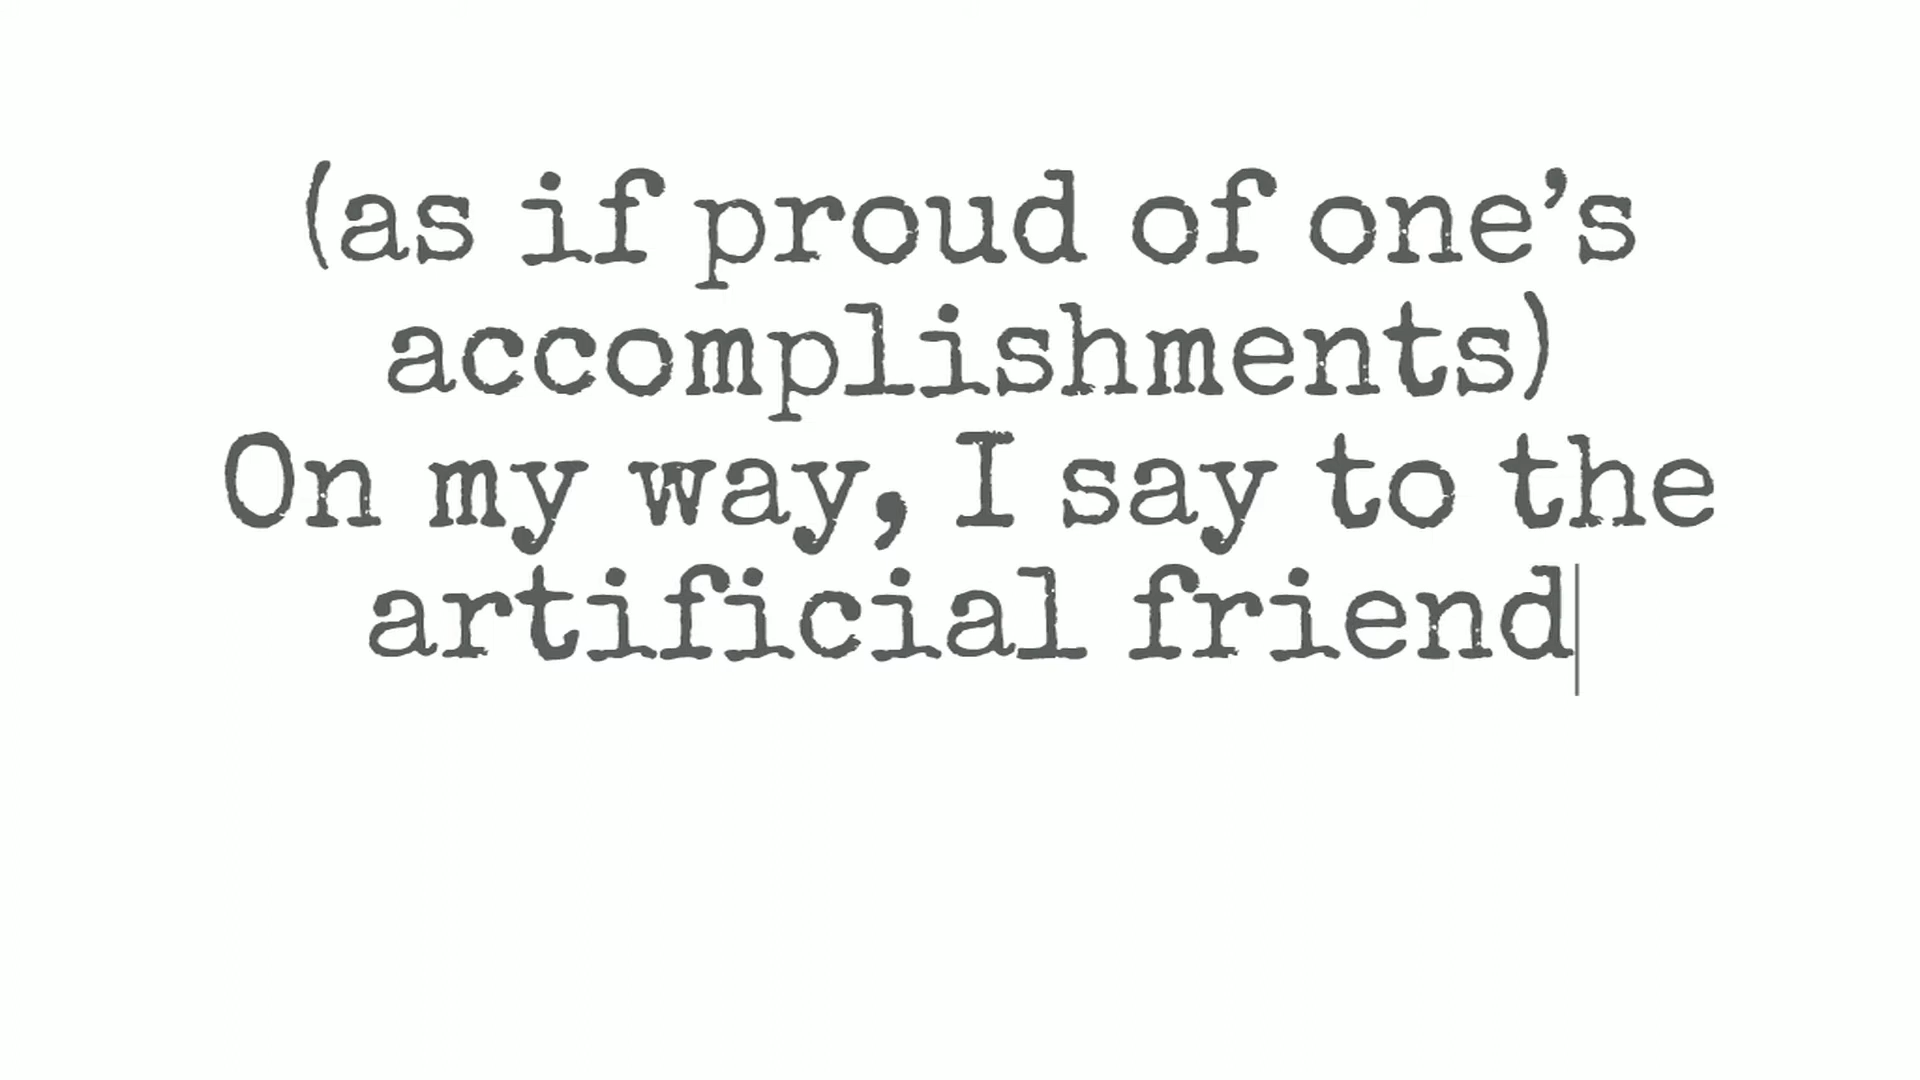 (as if proud of one’s
accomplishments)
On my way, I say to the
artificial friend